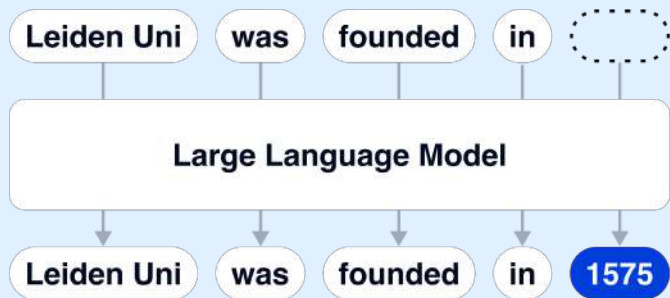 Leiden Uni was founded in
Large Language Model
Leiden Uni was founded in 1575